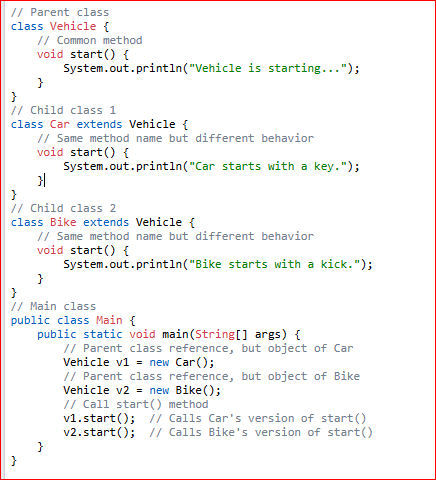 // Parent class
class Vehicle {
    // Common method
    void start() {
        System.out.println("Vehicle is starting...");
    }
}
// Child class 1
class Car extends Vehicle {
    // Same method name but different behavior
    void start() {
        System.out.println("Car starts with a key.");
    }
}
// Child class 2
class Bike extends Vehicle {
    // Same method name but different behavior
    void start() {
        System.out.println("Bike starts with a kick.");
    }
}
// Main class
public class Main {
    public static void main(String[] args) {
        // Parent class reference, but object of Car
        Vehicle v1 = new Car();
        // Parent class reference, but object of Bike
        Vehicle v2 = new Bike();
        // Call start() method
        v1.start();  // Calls Car's version of start()
        v2.start();  // Calls Bike's version of start()
    }
}